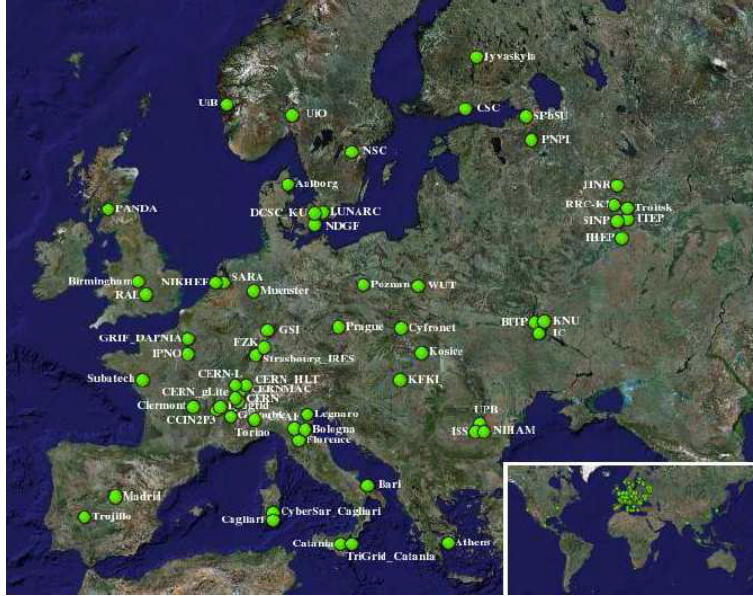 Jyvaskyla
UiB
UiO
CSC
SPbSU
PNPI
NSC
Aalborg
JINR
PANDA
DCSC_KU
LUNARC
NDGF
RRC-KI
Troitsk
SINP
ITEP
IHEP
Birmingham
RAL
NIKHEF
SARA
Muenster
Poznan
WUT
GSI
Prague
Cyfronet
BITP
KNU
IC
GRIF_DAPNIA
IPNO
FZK
Strasbourg_IRES
Kosice
Subatech
CERN-L
CERN_HLT
CERNMAC
KFKI
CERN_gLite
CERN
Clermont
CCIN2P3
Torino
Legnaro
Bologna
Florence
UPB
ISS
NIHAM
Madrid
Bari
Trujillo
CyberSar_Cagliari
Cagliari
Catania
TriGrid_Catania
Athens